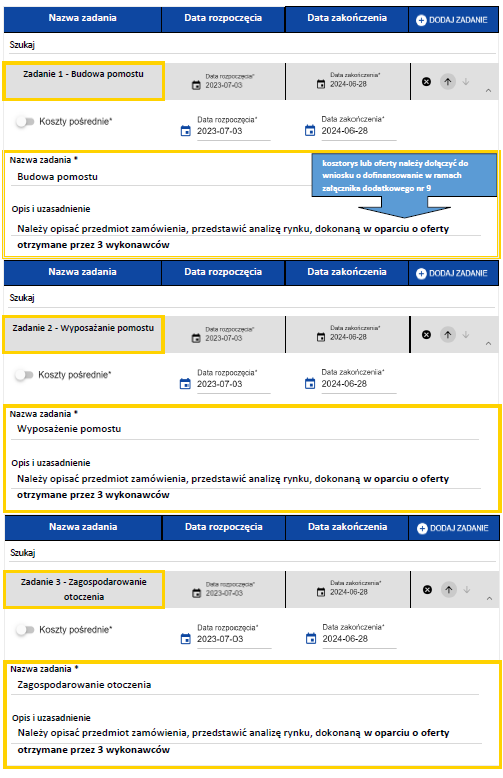 Nazwa zadania Data rozpoczęcia Data zakończenia DODAJ ZADANIE
Szukaj
Zadanie 1 - Budowa pomostu
Data rozpoczęcia*
2023-07-03
Data zakończenia*
2024-06-28
Koszty pośrednie*
Data rozpoczęcia*
2023-07-03
Data zakończenia*
2024-06-28
Nazwa zadania *
Budowa pomostu
kosztorys lub oferty należy dołączyć do
wniosku o dofinansowanie w ramach
załącznika dodatkowego nr 9
Opis i uzasadnienie
Należy opisać przedmiot zamówienia, przedstawić analizę rynku, dokonaną w oparciu o oferty
otrzymane przez 3 wykonawców
Nazwa zadania Data rozpoczęcia Data zakończenia DODAJ ZADANIE
Szukaj
Zadanie 2 - Wyposażanie pomostu
Data rozpoczęcia*
2023-07-03
Data zakończenia*
2024-06-28
Koszty pośrednie*
Data rozpoczęcia*
2023-07-03
Data zakończenia*
2024-06-28
Nazwa zadania *
Wyposażenie pomostu
Opis i uzasadnienie
Należy opisać przedmiot zamówienia, przedstawić analizę rynku, dokonaną w oparciu o oferty
otrzymane przez 3 wykonawców
Nazwa zadania Data rozpoczęcia Data zakończenia DODAJ ZADANIE
Szukaj
Zadanie 3 - Zagospodarowanie
otoczenia
Data rozpoczęcia*
2023-07-03
Data zakończenia*
2024-06-28
Koszty pośrednie*
Data rozpoczęcia*
2023-07-03
Data zakończenia*
2024-06-28
Nazwa zadania *
Zagospodarowanie otoczenia
Opis i uzasadnienie
Należy opisać przedmiot zamówienia, przedstawić analizę rynku, dokonaną w oparciu o oferty
otrzymane przez 3 wykonawców